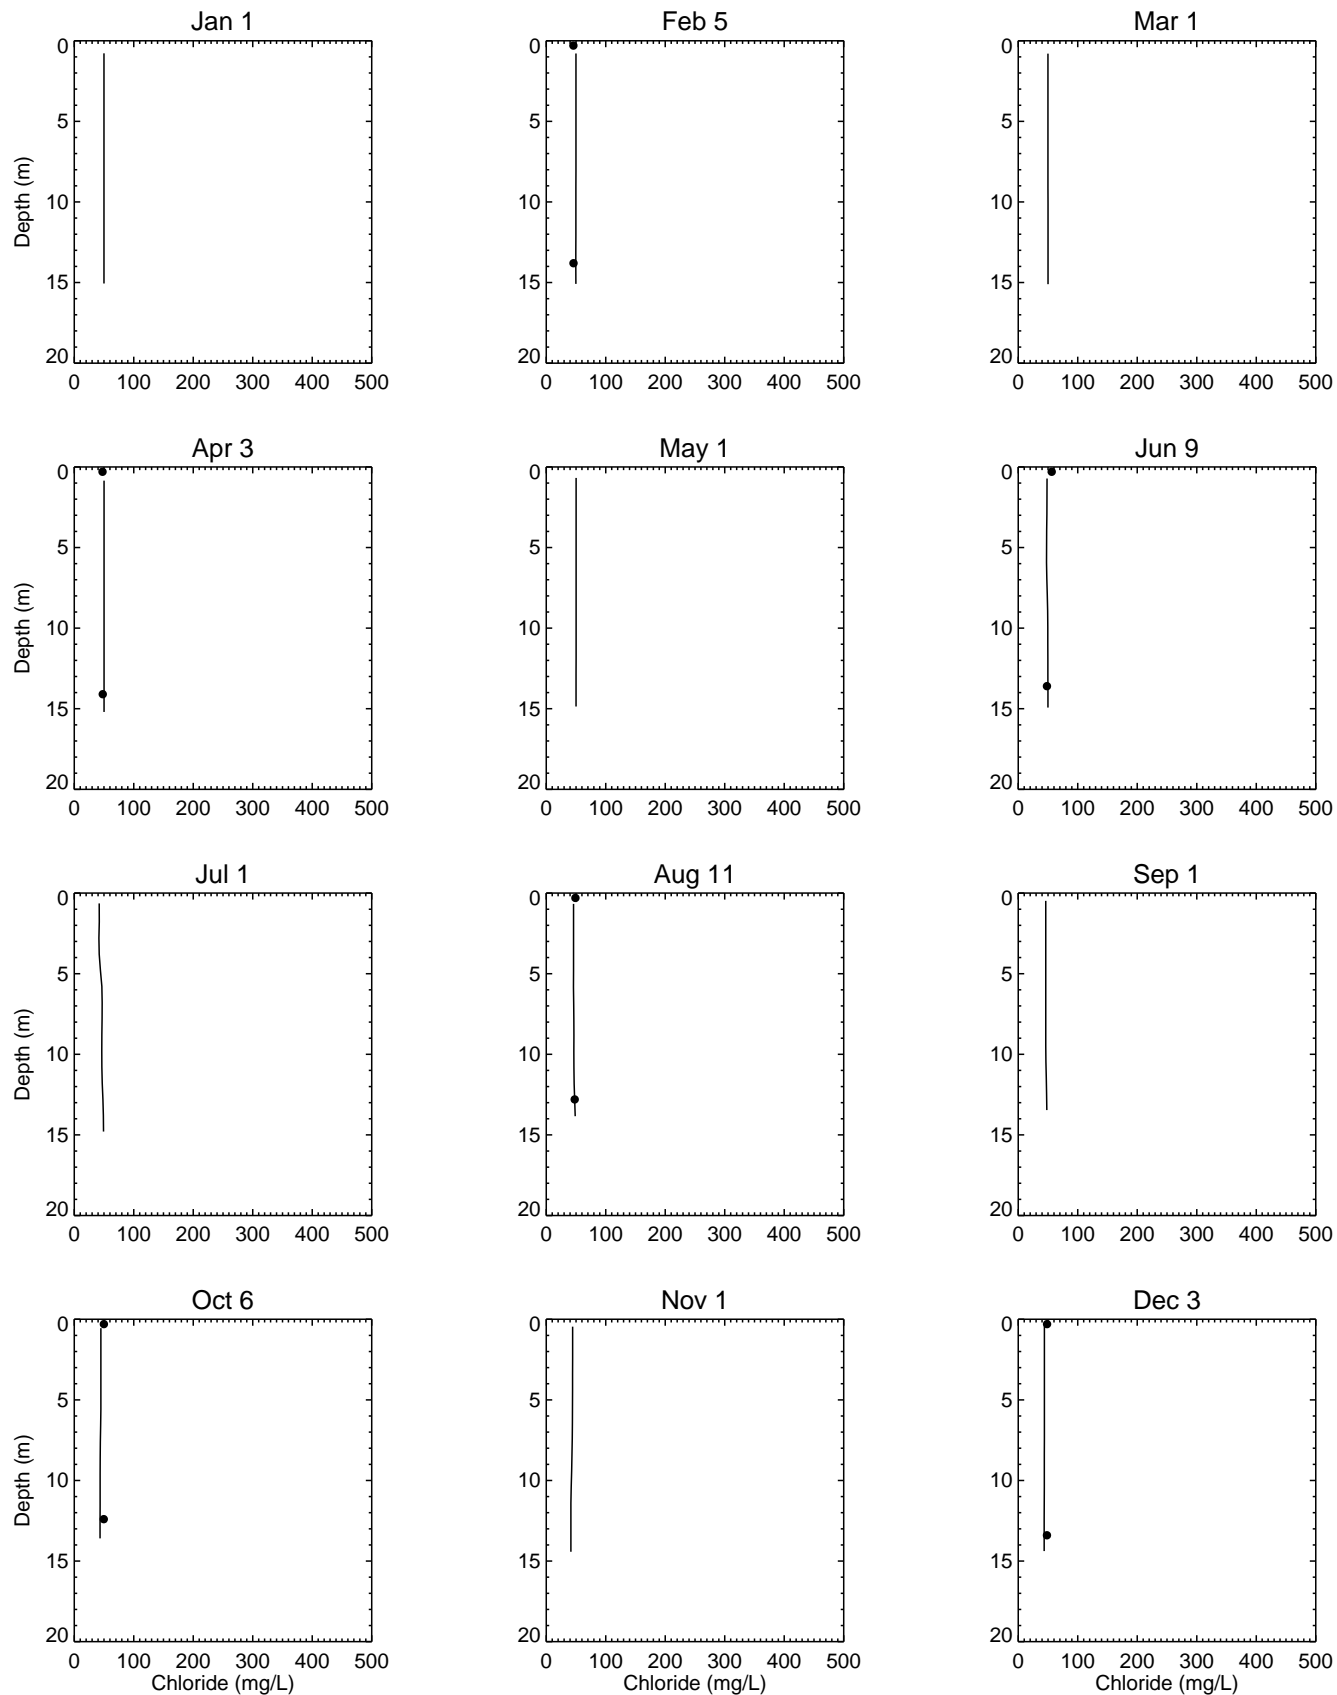 Jan 1 Feb 5 Mar 1
0 0 0
5 5 5
10 10 10
15 15 15
20 20 20
Depth (m)
0 100 200 300 400 500 0 100 200 300 400 500 0 100 200 300 400 500
Apr 3 May 1 Jun 9
0 0 0
5 5 5
10 10 10
15 15 15
20 20 20
Depth (m)
0 100 200 300 400 500 0 100 200 300 400 500 0 100 200 300 400 500
Jul 1 Aug 11 Sep 1
0 0 0
5 5 5
10 10 10
15 15 15
20 20 20
Depth (m)
0 100 200 300 400 500 0 100 200 300 400 500 0 100 200 300 400 500
Oct 6 Nov 1 Dec 3
0 0 0
5 5 5
10 10 10
15 15 15
20 20 20
Depth (m)
0 100 200 300 400 500 0 100 200 300 400 500 0 100 200 300 400 500
Chloride (mg/L) Chloride (mg/L) Chloride (mg/L)